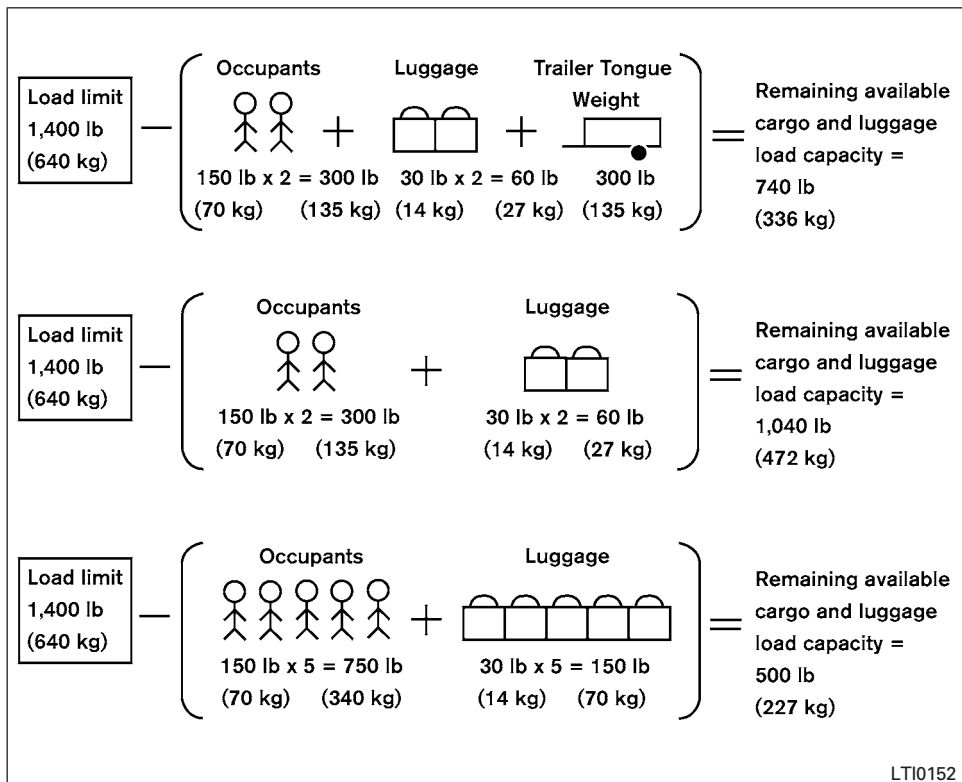 Occupants
Luggage
Trailer Tongue
Weight
Load limit
1,400 lb
(640 kg)
150 lb x 2 = 300 lb
30 lb x 2 = 60 lb
300 lb
(70 kg)
(135 kg)
(14 kg)
(27 kg)
(135 kg)
Remaining available
cargo and luggage
load capacity =
740 lb
(336 kg)
Occupants
Luggage
Load limit
1,400 lb
(640 kg)
150 lb x 2 = 300 lb
30 lb x 2 = 60 lb
(70 kg)
(135 kg)
(14 kg)
(27 kg)
Remaining available
cargo and luggage
load capacity =
1,040 lb
(472 kg)
Occupants
Luggage
Load limit
1,400 lb
(640 kg)
150 lb x 5 = 750 lb
30 lb x 5 = 150 lb
(70 kg)
(340 kg)
(14 kg)
(70 kg)
Remaining available
cargo and luggage
load capacity =
500 lb
(227 kg)
LTI0152